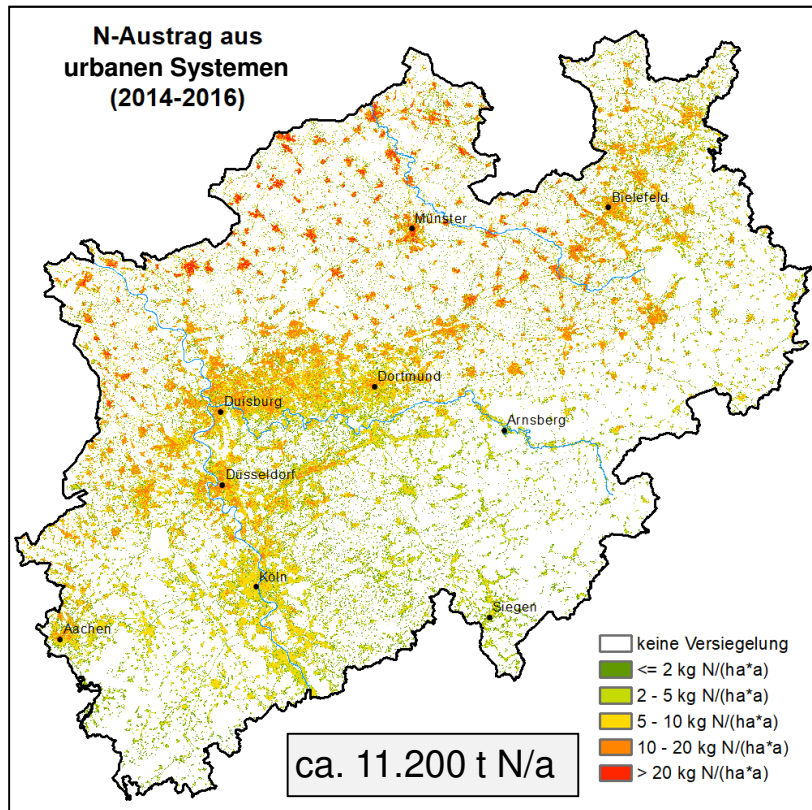 N-Austrag aus
urbanen Systemen
(2014-2016)
Bielefeld
Münster
Dortmund
Duisburg
Arnsberg
Düsseldorf
Köln
Siegen
Aachen
keine Versiegelung
<= 2 kg N/(ha*a)
2 - 5 kg N/(ha*a)
5 - 10 kg N/(ha*a)
10 - 20 kg N/(ha*a)
> 20 kg N/(ha*a)
ca. 11.200 t N/a